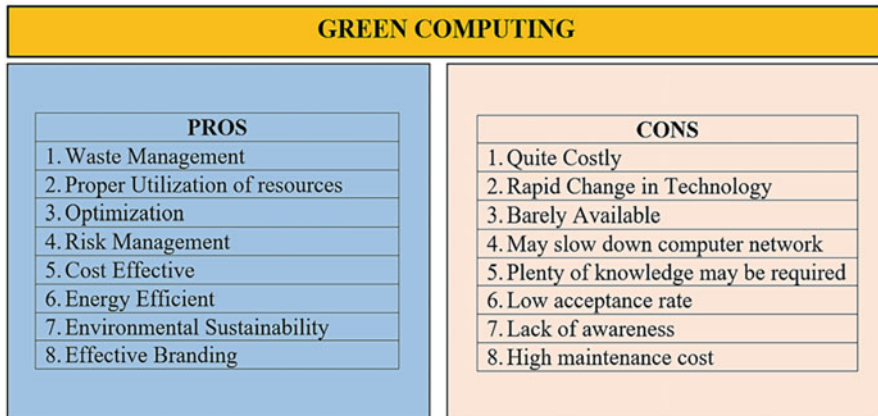 GREEN COMPUTING
PROS
1. Waste Management
2. Proper Utilization of resources
3. Optimization
4. Risk Management
5. Cost Effective
6. Energy Efficient
7. Environmental Sustainability
8. Effective Branding
CONS
1. Quite Costly
2. Rapid Change in Technology
3. Barely Available
4. May slow down computer network
5. Plenty of knowledge may be required
6. Low acceptance rate
7. Lack of awareness
8. High maintenance cost